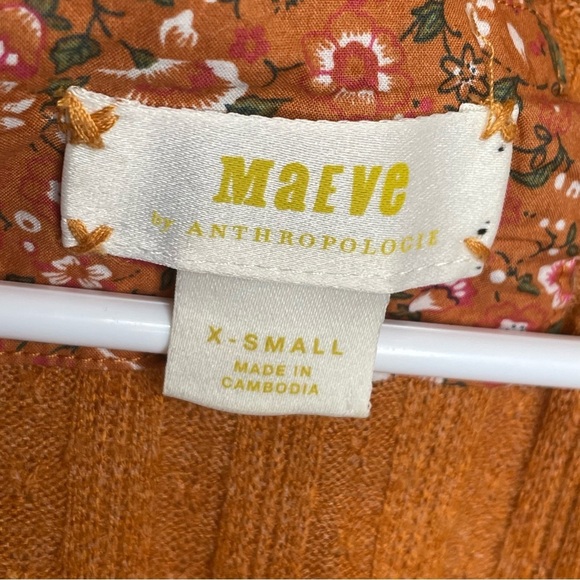 MaEVe
by ANTHROPOLOGIE
X-SMALL
MADE IN
CAMBODIA